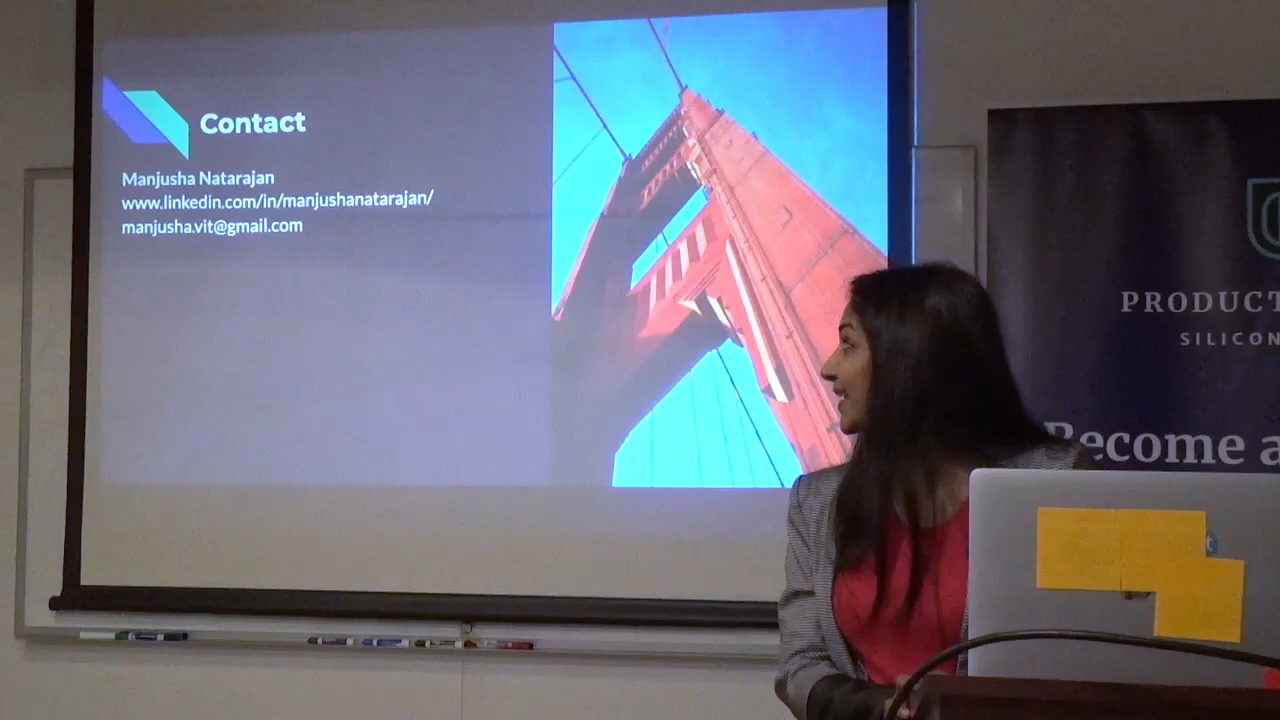 Contact
Manjusha Natarajan
www.linkedin.com/in/manjushanatarajan/
manjusha.vit@gmail.com
PRODUCT
SILICON
Become a